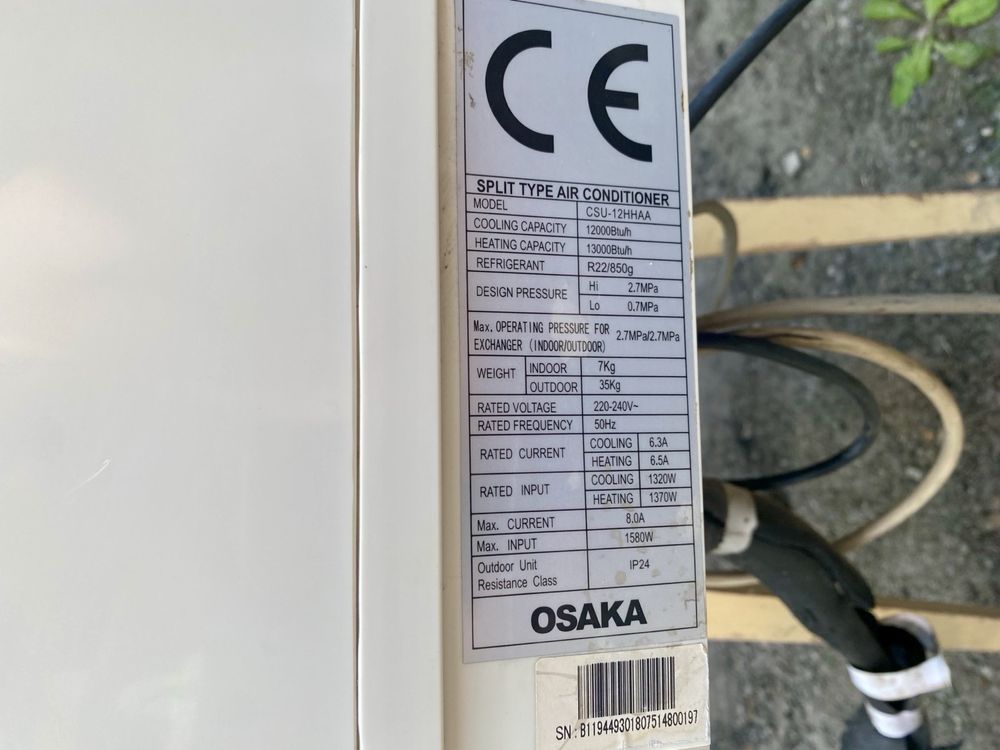 CE
SPLIT TYPE AIR CONDITIONER
MODEL CSU-12HHAA
COOLING CAPACITY 12000Btu/h
HEATING CAPACITY 13000Btu/h
REFRIGERANT R22/850g
DESIGN PRESSURE Hi 2.7MPa
Lo 0.7MPa
Max. OPERATING PRESSURE FOR
EXCHANGER (INDOOR/OUTDOOR) 2.7MPa/2.7MPa
WEIGHT INDOOR 7Kg
OUTDOOR 35Kg
RATED VOLTAGE 220-240V~
RATED FREQUENCY 50Hz
RATED CURRENT COOLING 6.3A
HEATING 6.5A
RATED INPUT COOLING 1320W
HEATING 1370W
Max. CURRENT 8.0A
Max. INPUT 1580W
Outdoor Unit
Resistance Class IP24
OSAKA
SN : B119449301807514800197